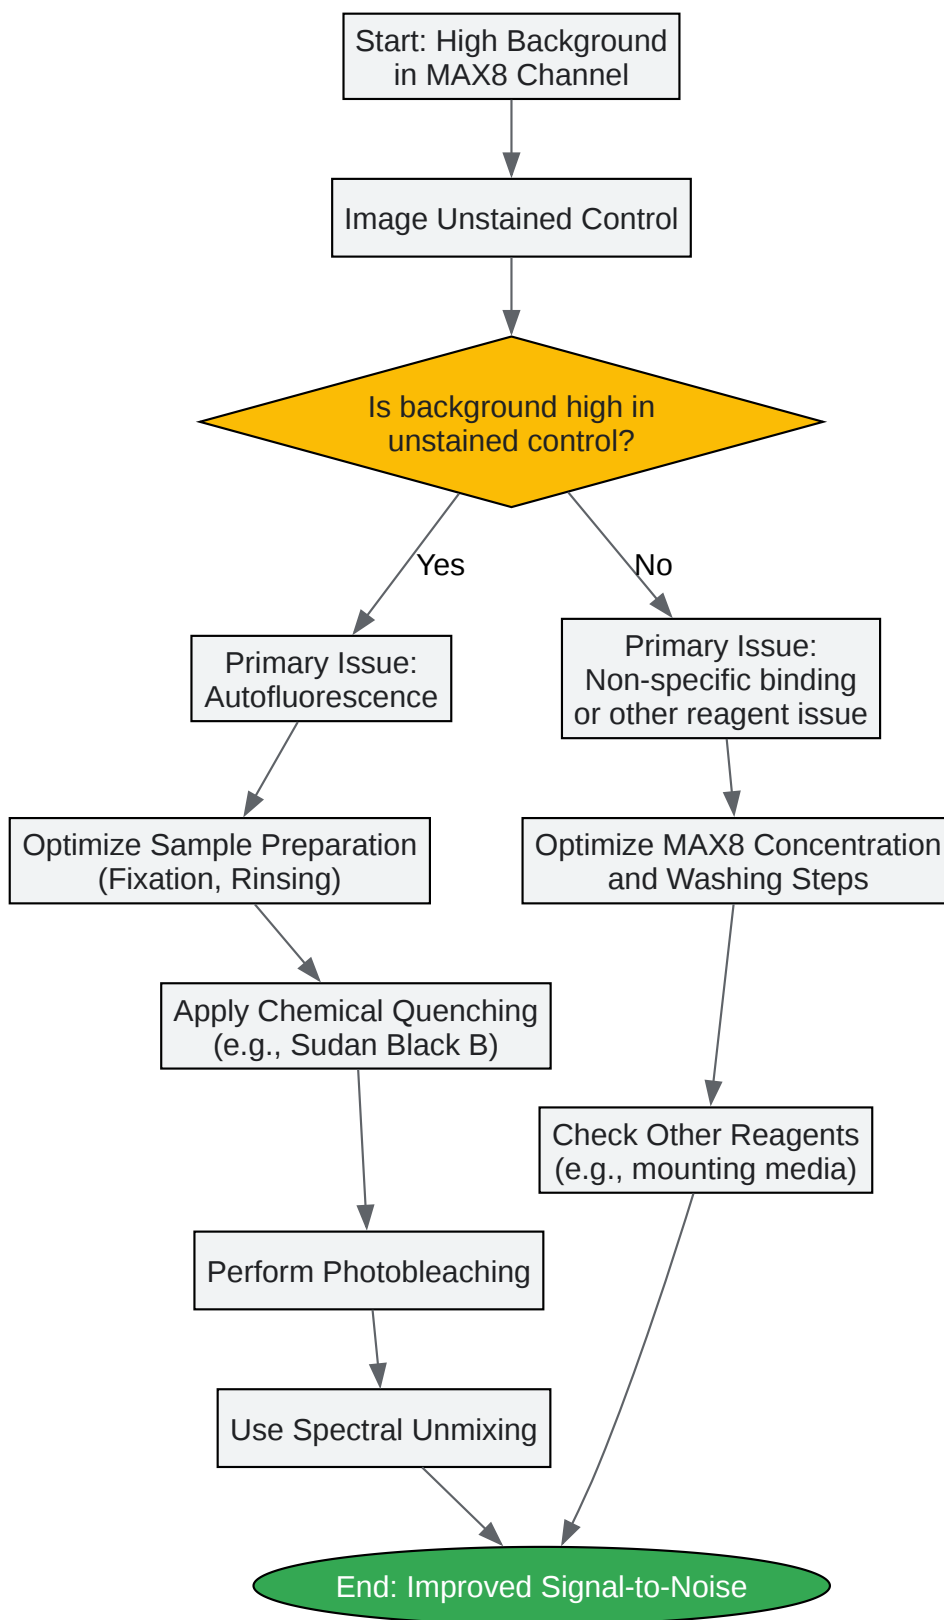 Start: High Background
in MAX8 Channel
Image Unstained Control
Is background high in
unstained control?
Yes
No
Primary Issue:
Autofluorescence
Primary Issue:
Non-specific binding
or other reagent issue
Optimize Sample Preparation
(Fixation, Rinsing)
Optimize MAX8 Concentration
and Washing Steps
Apply Chemical Quenching
(e.g., Sudan Black B)
Check Other Reagents
(e.g., mounting media)
Perform Photobleaching
Use Spectral Unmixing
End: Improved Signal-to-Noise